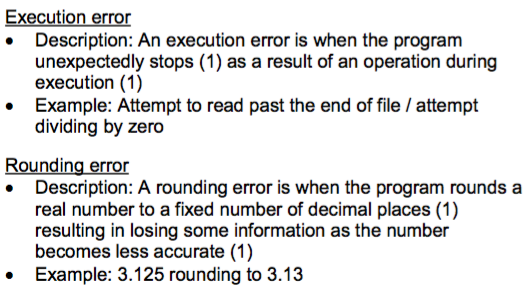 Execution error
• Description: An execution error is when the program
unexpectedly stops (1) as a result of an operation during
execution (1)
• Example: Attempt to read past the end of file / attempt
dividing by zero
Rounding error
• Description: A rounding error is when the program rounds a
real number to a fixed number of decimal places (1)
resulting in losing some information as the number
becomes less accurate (1)
• Example: 3.125 rounding to 3.13